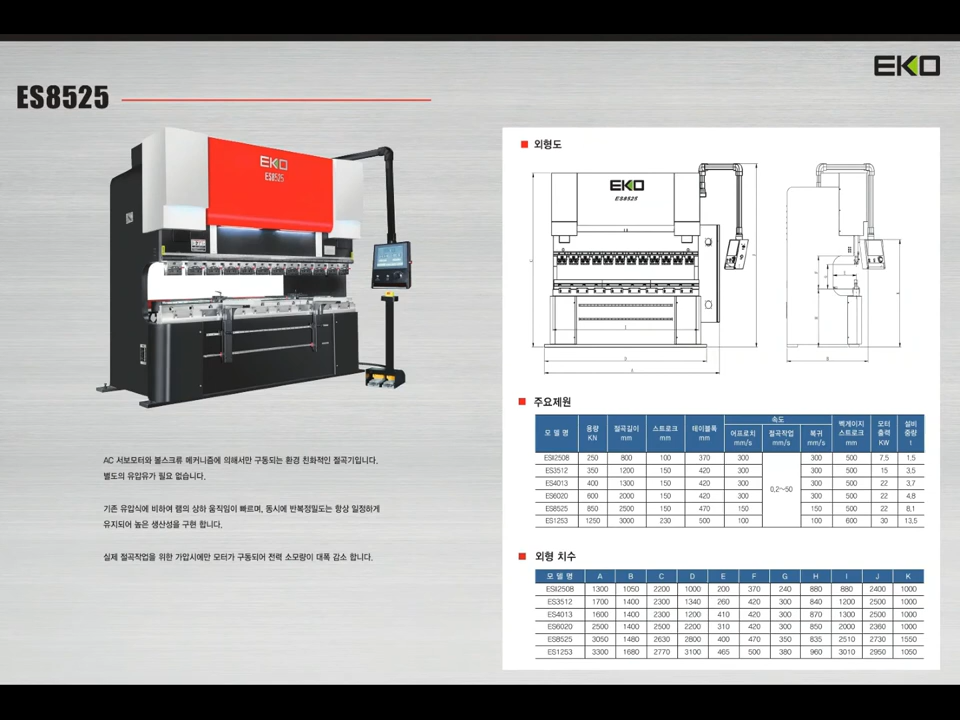 EKO
ES8525
EKO
ES8525
AC 서보모터와 볼스크류 메커니즘에 의해서만 구동되는 환경 친화적인 절곡기입니다.
별도의 유압유가 필요 없습니다.
기존 유압식에 비하여 램의 상하 움직임이 빠르며, 동시에 반복정밀도는 항상 일정하게
유지되어 높은 생산성을 구현 합니다.
실제 절곡작업을 위한 가압시에만 모터가 구동되어 전력 소모량이 대폭 감소 합니다.
외형도
EKO
ES8525
주요제원
모 델 명 용량 KN 절곡길이 mm 스트로크 mm 테이블폭 mm 속도 어프로치 mm/s 절곡작업 mm/s 복귀 mm/s 백게이지 스트로크 mm 모터 출력 KW 설비 중량 t
ESII2508 250 800 100 370 300 300 500 7,5 1,5
ES3512 350 1200 150 420 300 300 500 15 3,5
ES4013 400 1300 150 420 300 300 500 22 3,7
0,2~50
ES6020 600 2000 150 420 300 300 500 22 4,8
ES8525 850 2500 150 470 150 150 500 22 8,1
ES1253 1250 3000 230 500 100 100 600 30 13,5
외형 치수
모 델 명 A B C D E F G H I J K
ESII2508 1300 1050 2200 1000 200 370 240 880 880 2400 1000
ES3512 1700 1400 2300 1340 260 420 300 840 1200 2500 1000
ES4013 1600 1400 2300 1200 410 420 300 870 1300 2500 1000
ES6020 2500 1400 2500 2200 310 420 300 850 2000 2360 1000
ES8525 3050 1480 2630 2800 400 470 350 835 2510 2730 1550
ES1253 3300 1680 2770 3100 465 500 380 960 3010 2950 1050